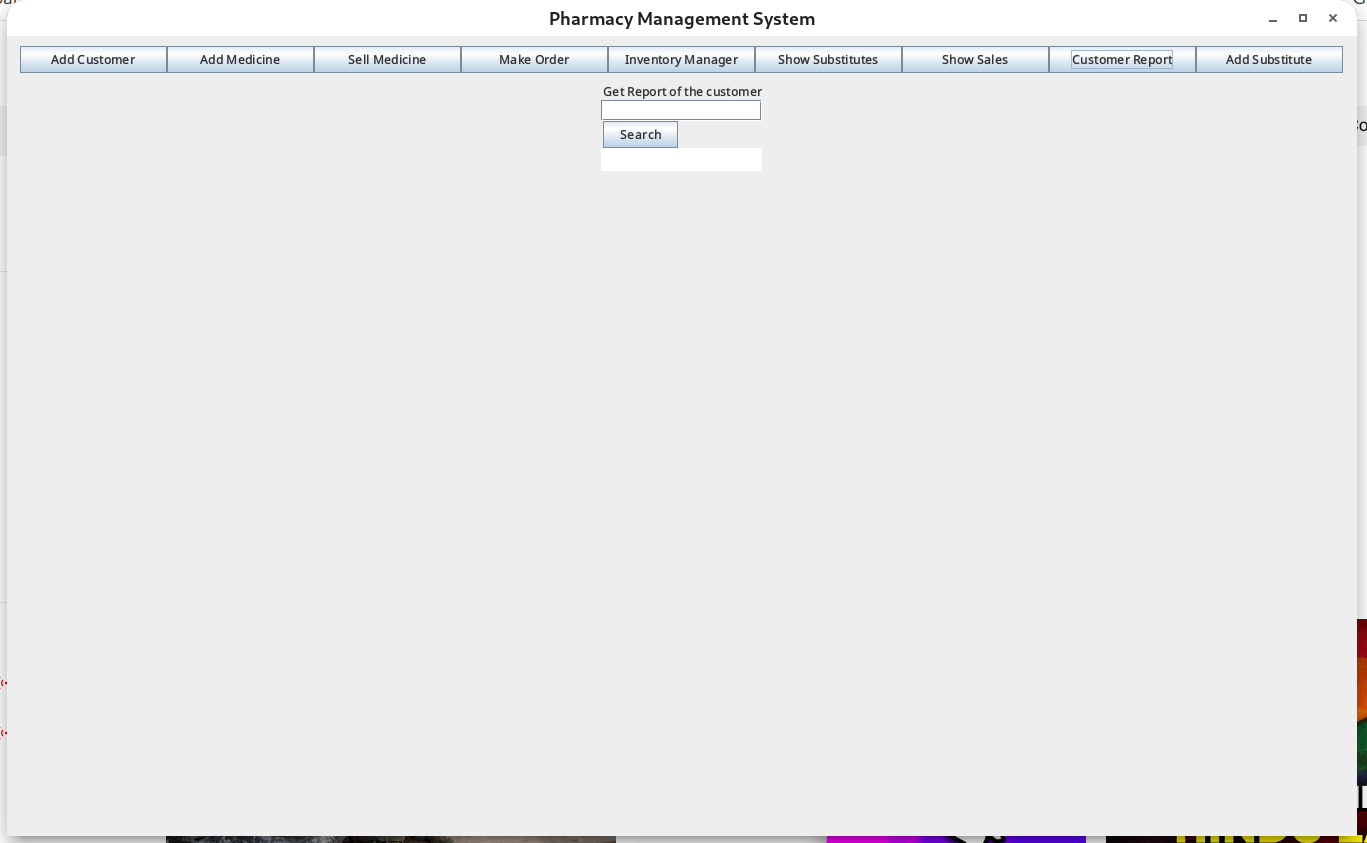 Pharmacy Management System
Add Customer Add Medicine Sell Medicine Make Order Inventory Manager Show Substitutes Show Sales Customer Report Add Substitute
Get Report of the customer
Search